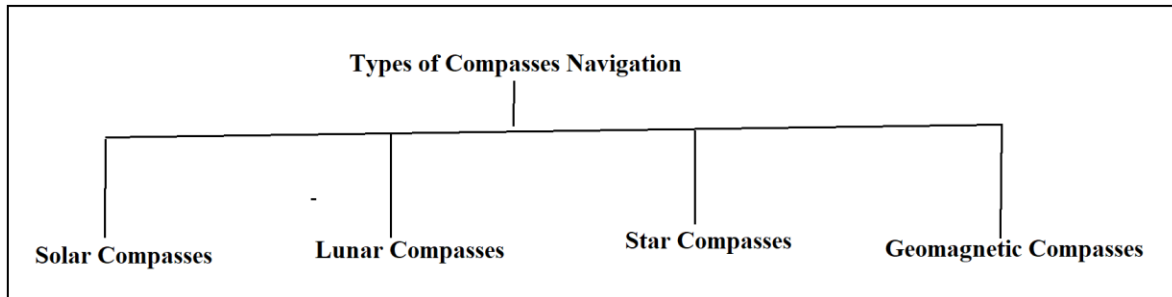 Types of Compasses Navigation
Solar Compasses
Lunar Compasses
Star Compasses
Geomagnetic Compasses